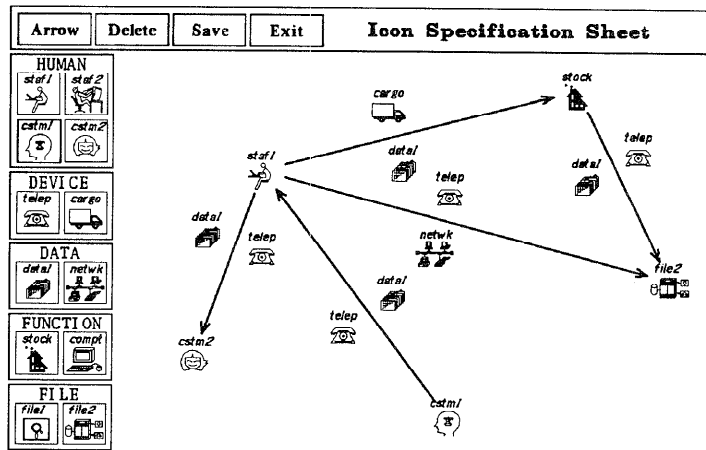 Arrow Delete Save Exit Icon Specification Sheet
HUMAN
staf1 staf2
cstm1 cstm2
DEVICE
telep cargo
DATA
data1 netwk
FUNCTION
stock compt
FILE
file1 file2
stock
cargo
telep
staf1
data1
data1
telep
data1
telep
netwk
file2
data1
telep
cstm2
cstm1